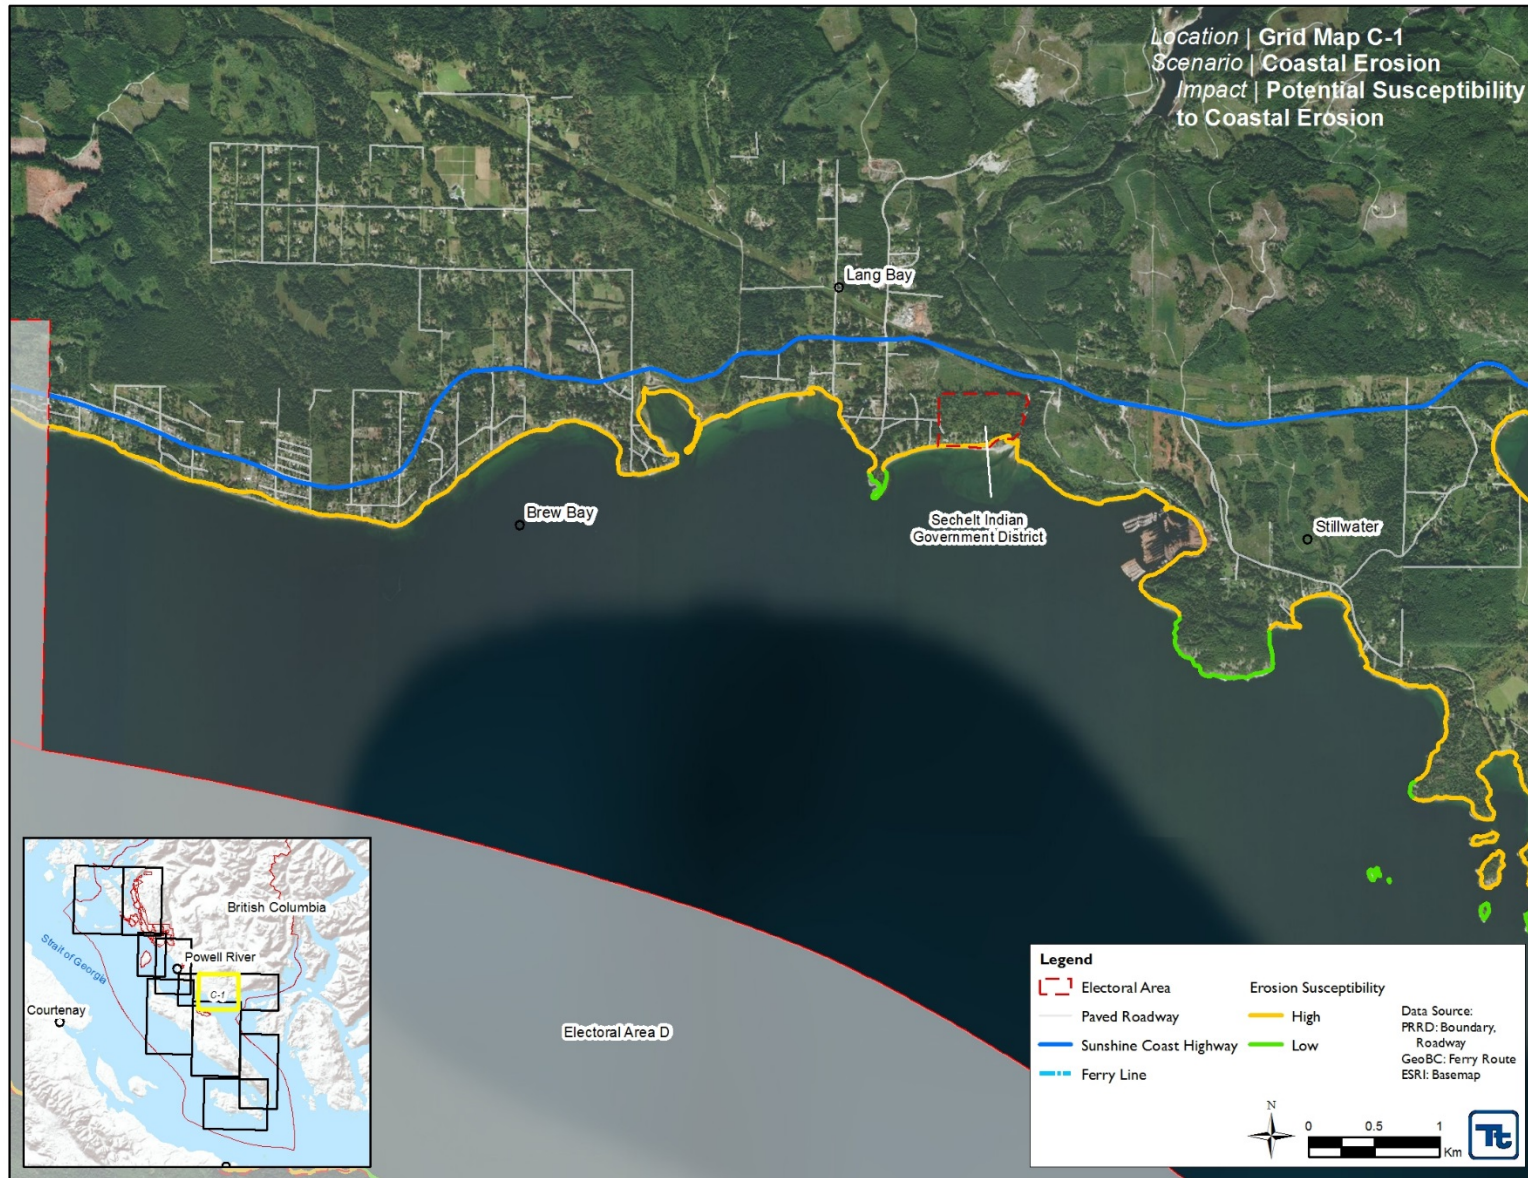 Location | Grid Map C-1
Scenario | Coastal Erosion
Impact | Potential Susceptibility
to Coastal Erosion
Lang Bay
Brew Bay
Sechelt Indian
Government District
Stillwater
Electoral Area D
British Columbia
Strait of Georgia
Powell River
C-1
Courtenay
Legend
Electoral Area
Paved Roadway
Sunshine Coast Highway
Ferry Line
Erosion Susceptibility
High
Low
Data Source:
PRRD: Boundary,
Roadway
GeoBC: Ferry Route
ESRI: Basemap
N
0 0.5 1
Km
Tt